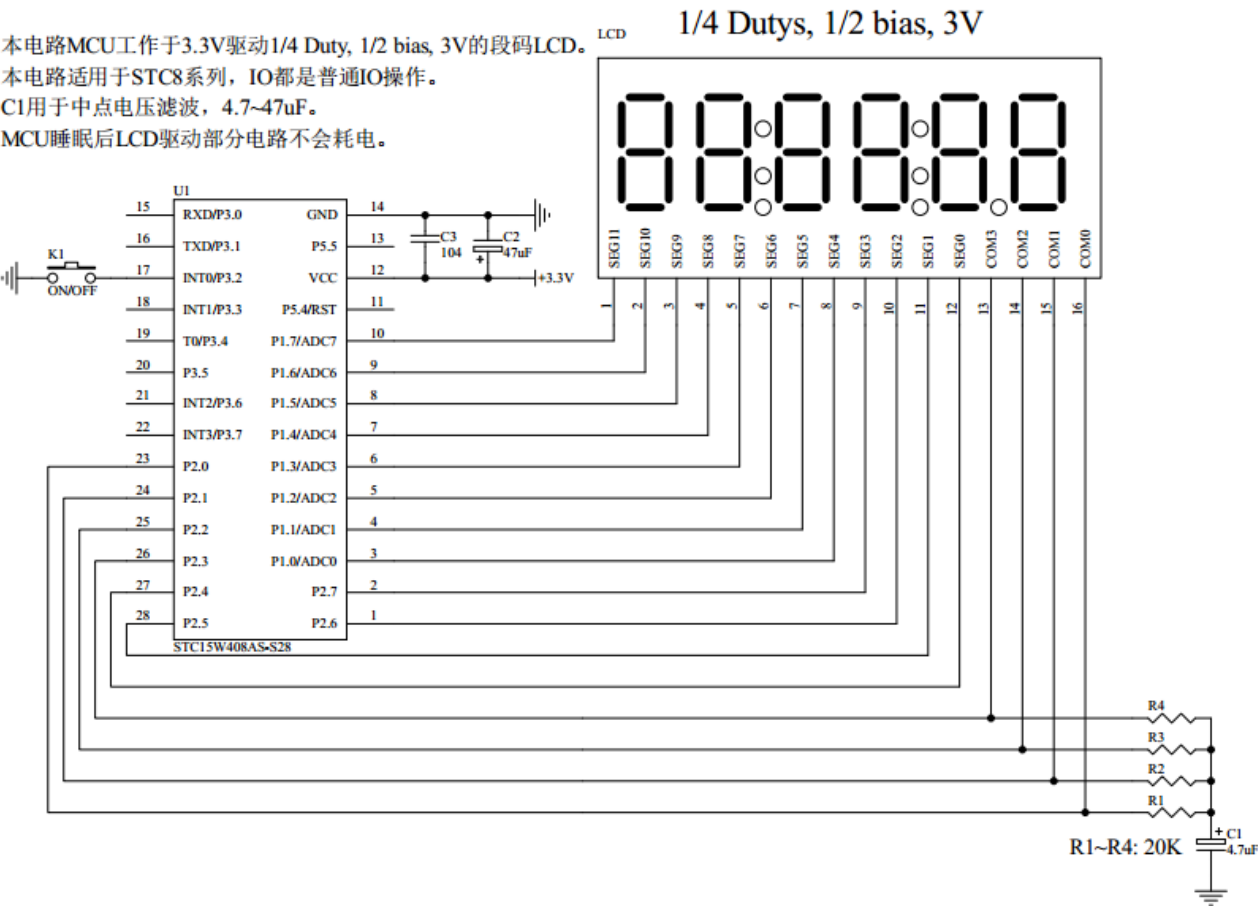 1/4 Dutys, 1/2 bias, 3V
本电路MCU工作于3.3V驱动1/4 Duty, 1/2 bias, 3V的段码LCD。
本电路适用于STC8系列，IO都是普通IO操作。
C1用于中点电压滤波，4.7~47uF。
MCU睡眠后LCD驱动部分电路不会耗电。
LCD
SEG11
SEG10
SEG9
SEG8
SEG7
SEG6
SEG5
SEG4
SEG3
SEG2
SEG1
SEG0
COM3
COM2
COM1
COM0
1
2
3
4
5
6
7
8
9
10
11
12
13
14
15
16
U1
15 RXD/P3.0 GND 14
16 TXD/P3.1 P5.5 13
17 INT0/P3.2 VCC 12
18 INT1/P3.3 P5.4/RST 11
19 T0/P3.4 P1.7/ADC7 10
20 P3.5 P1.6/ADC6 9
21 INT2/P3.6 P1.5/ADC5 8
22 INT3/P3.7 P1.4/ADC4 7
23 P2.0 P1.3/ADC3 6
24 P2.1 P1.2/ADC2 5
25 P2.2 P1.1/ADC1 4
26 P2.3 P1.0/ADC0 3
27 P2.4 P2.7 2
28 P2.5 P2.6 1
STC15W408AS-S28
K1
ON/OFF
C3
104
C2
47uF
+
+3.3V
R4
R3
R2
R1
R1~R4: 20K
+ C1
4.7uF